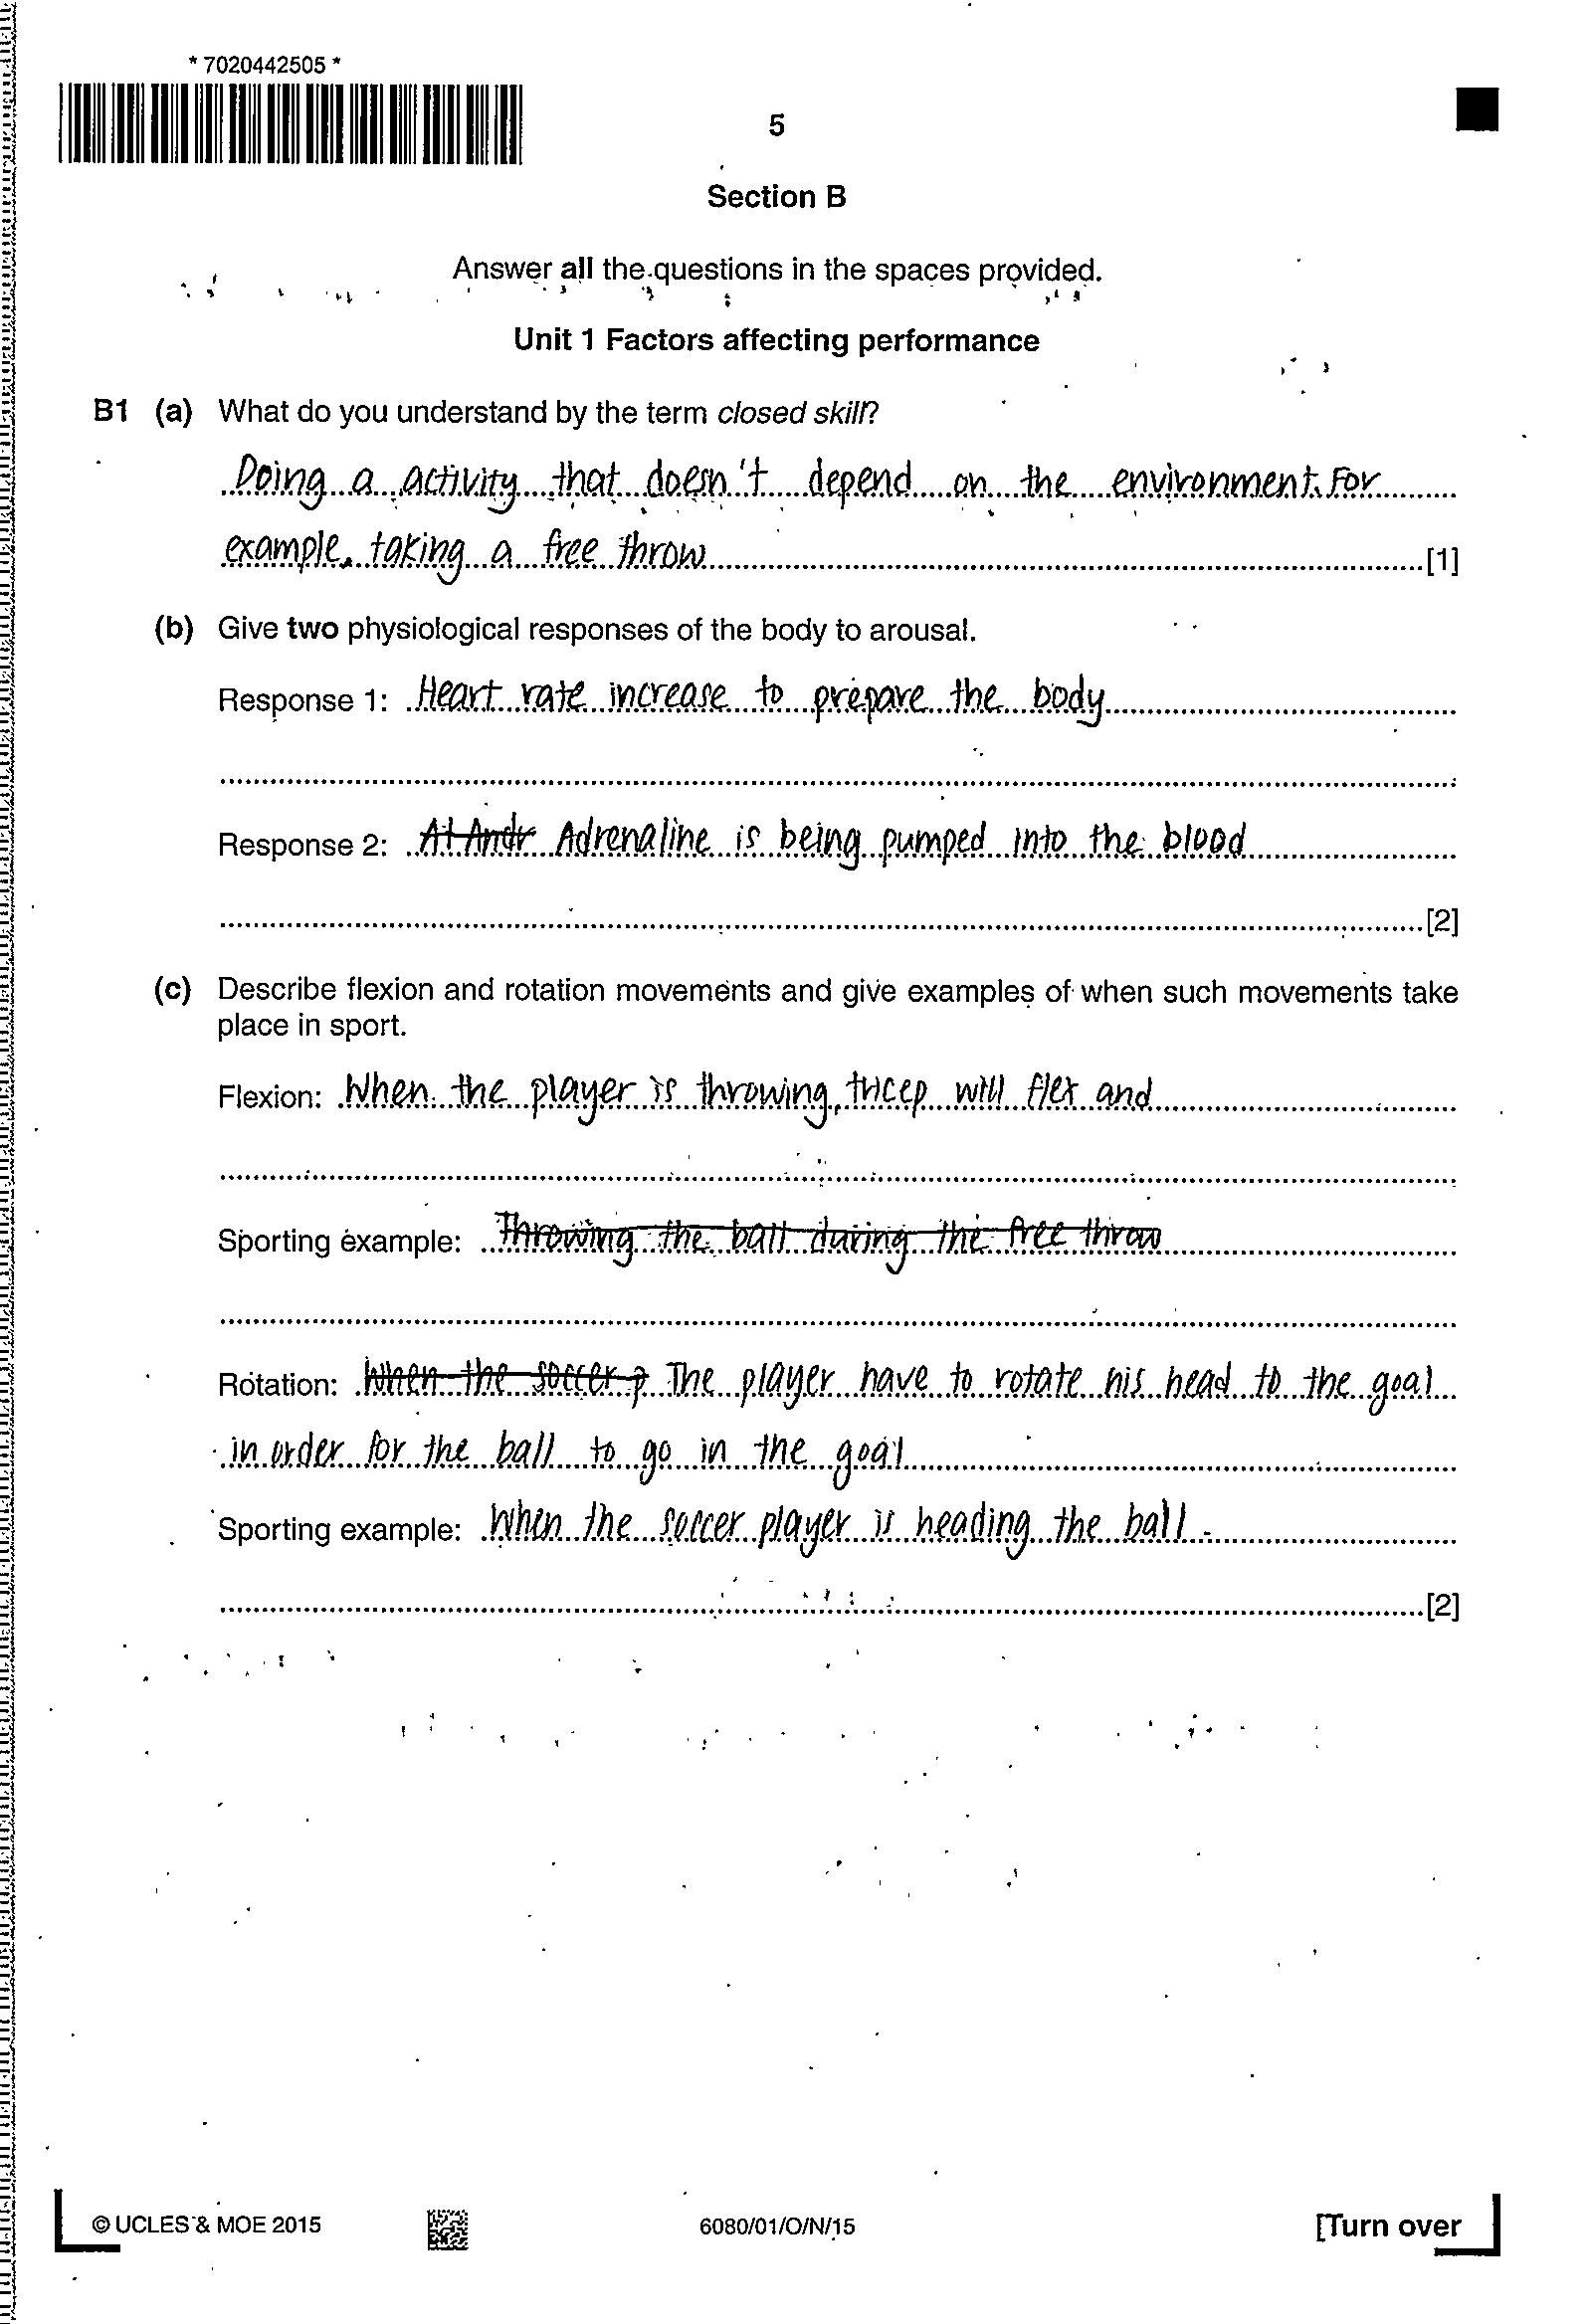 * 7020442505 *
5
Section B
Answer all the questions in the spaces provided.
Unit 1 Factors affecting performance
B1 (a) What do you understand by the term closed skill?
Doing a activity that doesn't depend on the environment. For
example, taking a free throw [1]
(b) Give two physiological responses of the body to arousal.
Response 1: Heart rate increase to prepare the body
Response 2: At Andr Adrenaline is being pumped into the blood
[2]
(c) Describe flexion and rotation movements and give examples of when such movements take
place in sport.
Flexion: When the player is throwing, tricep will flex and
Sporting example: Throwing the ball during the free throw
Rotation: When the soccer p The player have to rotate his head to the goal
in order for the ball to go in the goal
Sporting example: When the soccer player is heading the ball.
[2]
© UCLES & MOE 2015
6080/01/O/N/15
[Turn over